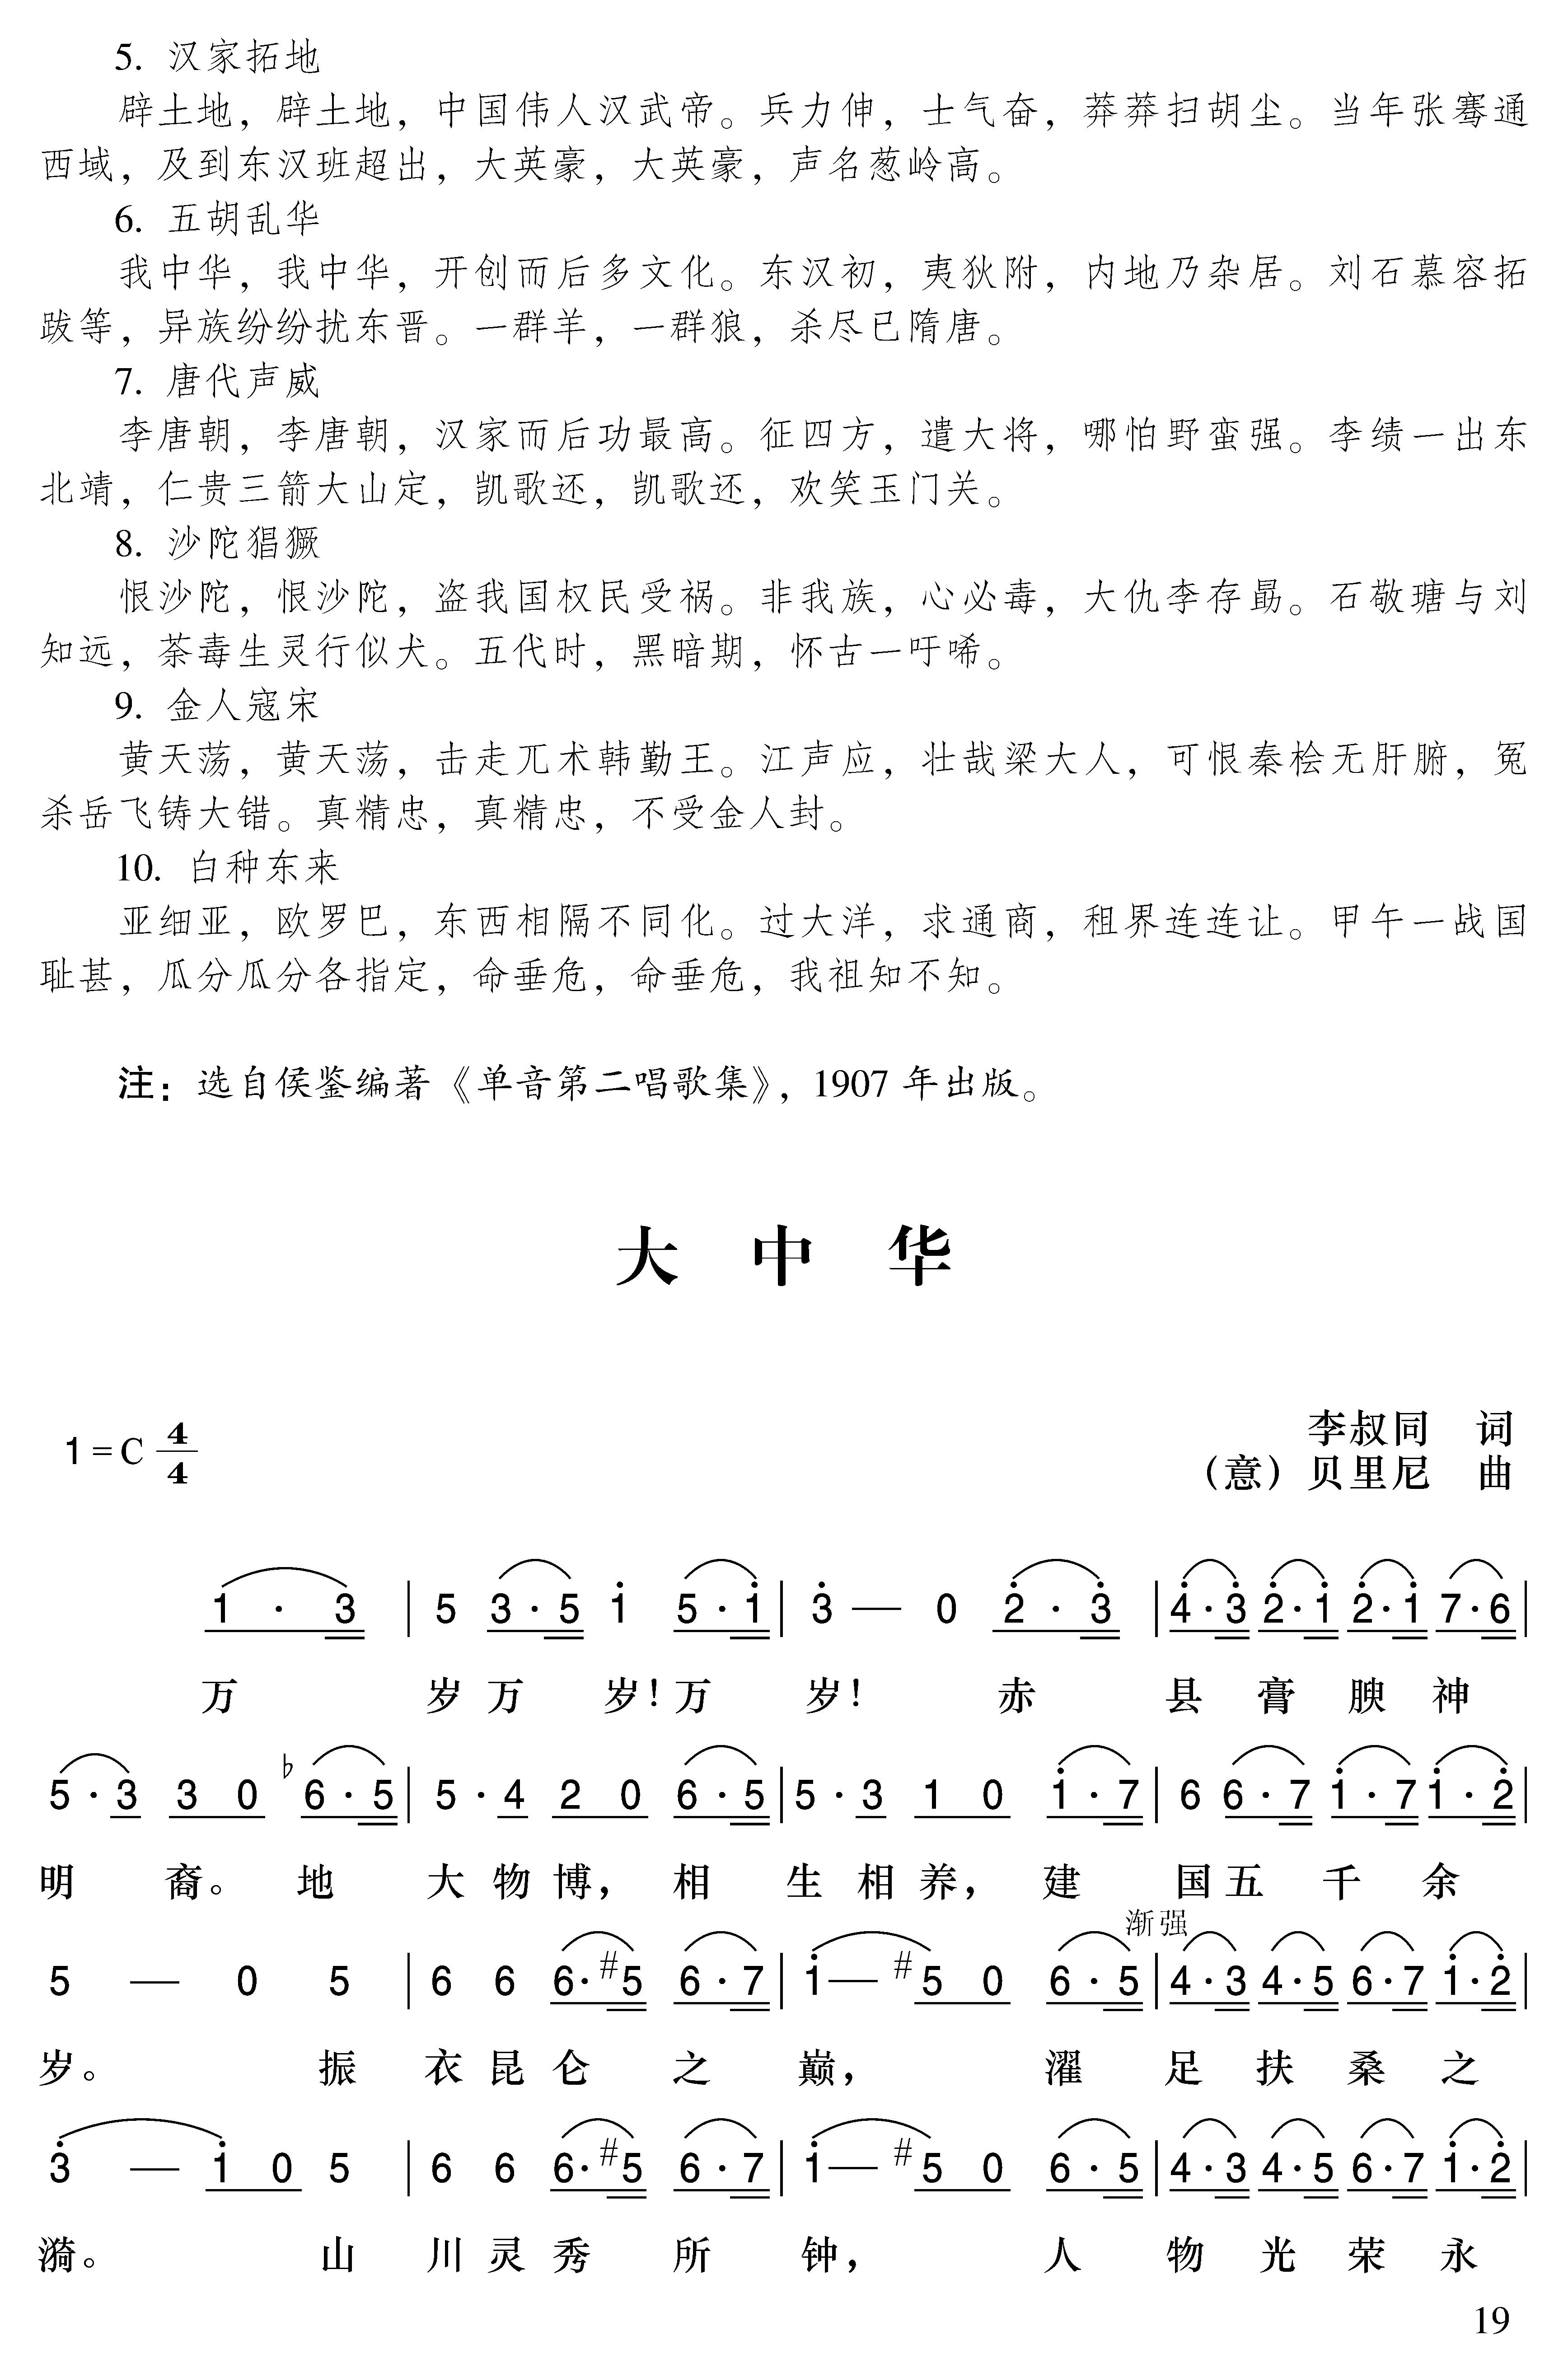 5. 汉家拓地
辟土地，辟土地，中国伟人汉武帝。兵力伸，士气奋，莽莽扫胡尘。当年张骞通
西域，及到东汉班超出，大英豪，大英豪，声名葱岭高。
6. 五胡乱华
我中华，我中华，开创而后多文化。东汉初，夷狄附，内地乃杂居。刘石慕容拓
跋等，异族纷纷扰东晋。一群羊，一群狼，杀尽已隋唐。
7. 唐代声威
李唐朝，李唐朝，汉家而后功最高。征四方，遣大将，哪怕野蛮强。李绩一出东
北靖，仁贵三箭大山定，凯歌还，凯歌还，欢笑玉门关。
8. 沙陀猖獗
恨沙陀，恨沙陀，盗我国权民受祸。非我族，心必毒，大仇李存勗。石敬瑭与刘
知远，荼毒生灵行似犬。五代时，黑暗期，怀古一吁唏。
9. 金人寇宋
黄天荡，黄天荡，击走兀术韩勤王。江声应，壮哉梁大人，可恨秦桧无肝腑，冤
杀岳飞铸大错。真精忠，真精忠，不受金人封。
10. 白种东来
亚细亚，欧罗巴，东西相隔不同化。过大洋，求通商，租界连连让。甲午一战国
耻甚，瓜分瓜分各指定，命垂危，命垂危，我祖知不知。
注：选自侯鉴编著《单音第二唱歌集》，1907 年出版。
大 中 华
1=C 4/4
李叔同 词
（意）贝里尼 曲
1 · 3 | 5 3 · 5 1 5 · 1 | 3 — 0 2 · 3 | 4 · 3 2 · 1 2 · 1 7 · 6 |
万 岁 万 岁！万 岁！ 赤 县 膏 腴 神
5 · 3 3 0 ♭6 · 5 | 5 · 4 2 0 6 · 5 | 5 · 3 1 0 1 · 7 | 6 6 · 7 1 · 7 1 · 2 |
明 裔。 地 大 物 博， 相 生 相 养， 建 国 五 千 余
渐强
5 — 0 5 | 6 6 6 · #5 6 · 7 | 1 — #5 0 6 · 5 | 4 · 3 4 · 5 6 · 7 1 · 2 |
岁。 振 衣 昆 仑 之 巅， 濯 足 扶 桑 之
3 — 1 0 5 | 6 6 6 · #5 6 · 7 | 1 — #5 0 6 · 5 | 4 · 3 4 · 5 6 · 7 1 · 2 |
漪。 山 川 灵 秀 所 钟， 人 物 光 荣 永
19